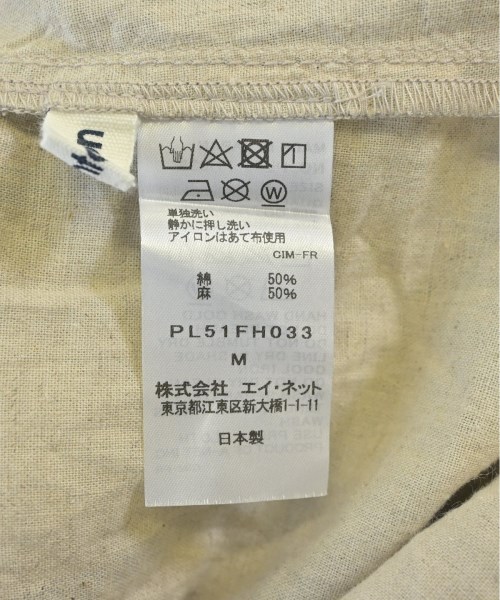 単独洗い
静かに押し洗い
アイロンはあて布使用
CIM-FR
綿 50%
麻 50%
PL51FH033
M
株式会社 エイ・ネット
東京都江東区新大橋1-1-11
日本製